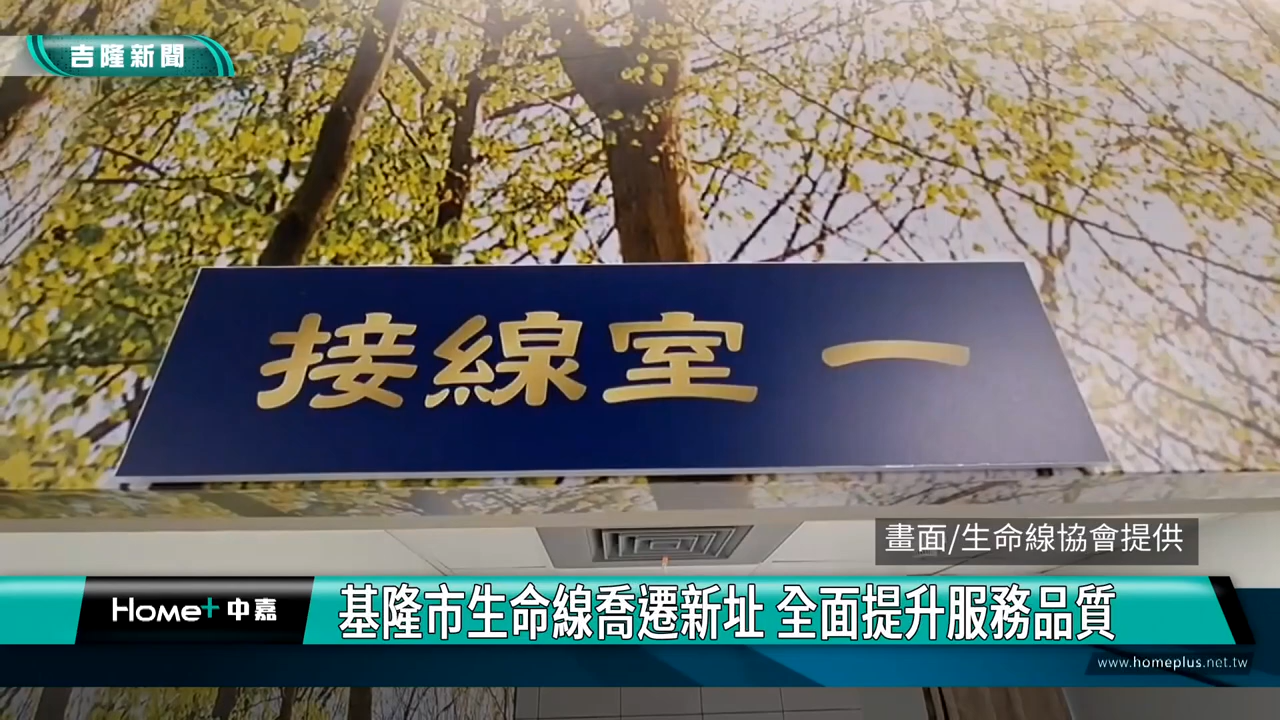 吉隆新聞
接線室 一
畫面/生命線協會提供
Home+ 中嘉
基隆市生命線喬遷新址 全面提升服務品質
www.homeplus.net.tw